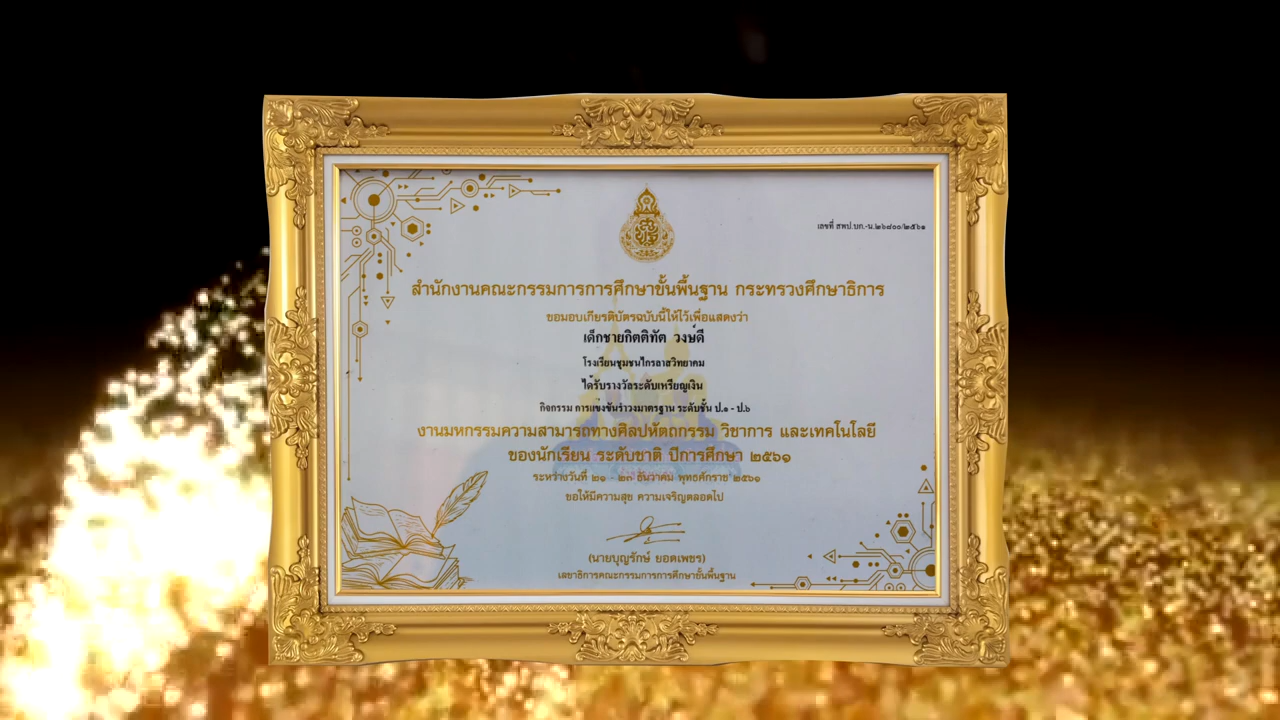 เลขที่ สพป.บก.-ม.๒๖๘๐๐/๒๕๖๑
สำนักงานคณะกรรมการการศึกษาขั้นพื้นฐาน กระทรวงศึกษาธิการ
ขอมอบเกียรติบัตรฉบับนี้ให้ไว้เพื่อแสดงว่า
เด็กชายกิตติทัต วงษ์ดี
โรงเรียนชุมชนไกรลาสวิทยาคม
ได้รับรางวัลระดับเหรียญเงิน
กิจกรรม การแข่งขันรำวงมาตรฐาน ระดับชั้น ป.๑ - ป.๖
งานมหกรรมความสามารถทางศิลปหัตถกรรม วิชาการ และเทคโนโลยี
ของนักเรียน ระดับชาติ ปีการศึกษา ๒๕๖๑
ระหว่างวันที่ ๒๑ - ๒๓ ธันวาคม พุทธศักราช ๒๕๖๑
ขอให้มีความสุข ความเจริญตลอดไป
(นายบุญรักษ์ ยอดเพชร)
เลขาธิการคณะกรรมการการศึกษาขั้นพื้นฐาน